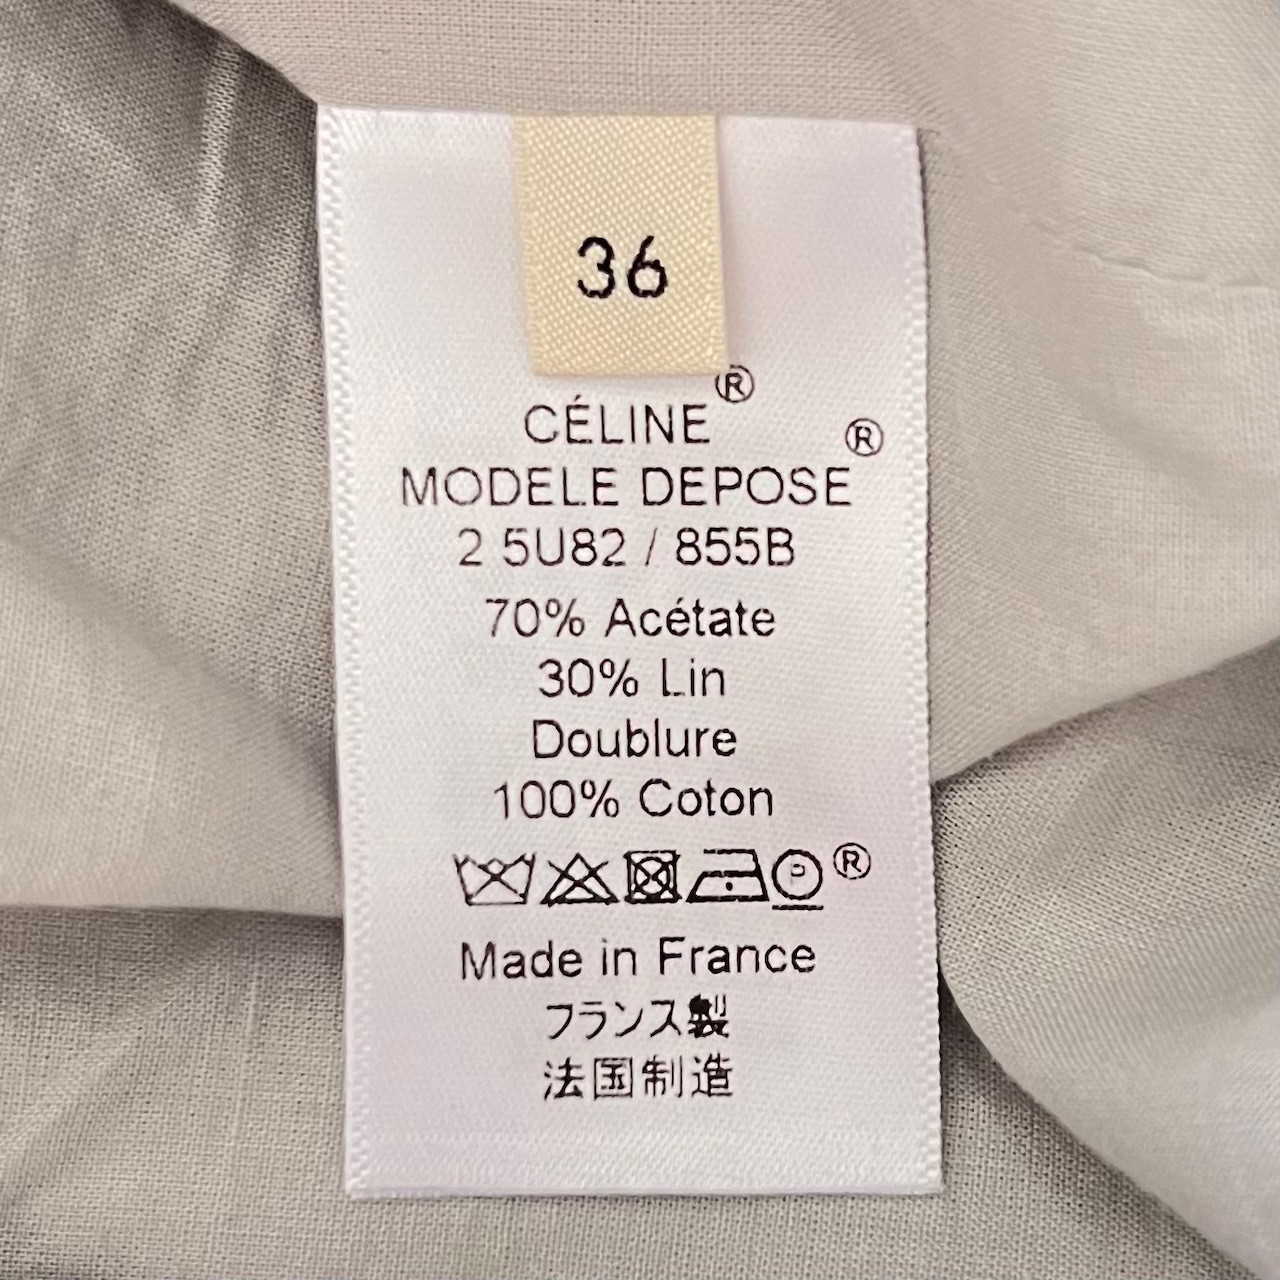 36
CÉLINE®
MODELE DEPOSE®
2 5U82 / 855B
70% Acétate
30% Lin
Doublure
100% Coton
P ®
Made in France
フランス製
法国制造